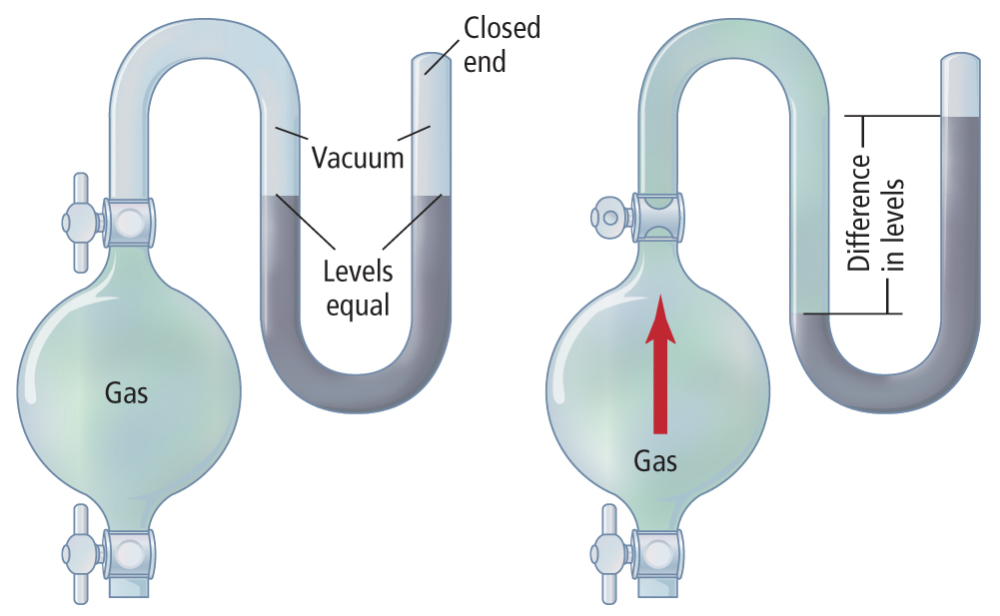 Closed
end
Vacuum
Levels
equal
Gas
Difference
in levels
Gas